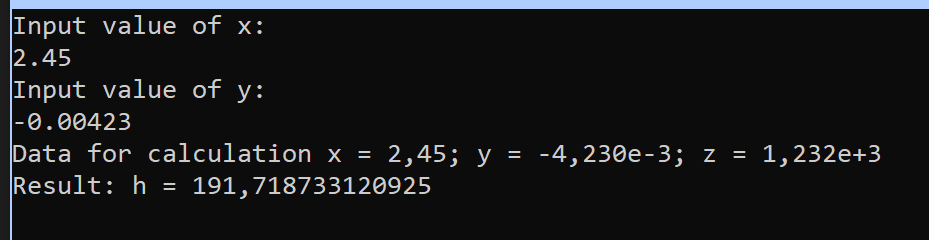 Input value of x:
2.45
Input value of y:
-0.00423
Data for calculation x = 2,45; y = -4,230e-3; z = 1,232e+3
Result: h = 191,718733120925